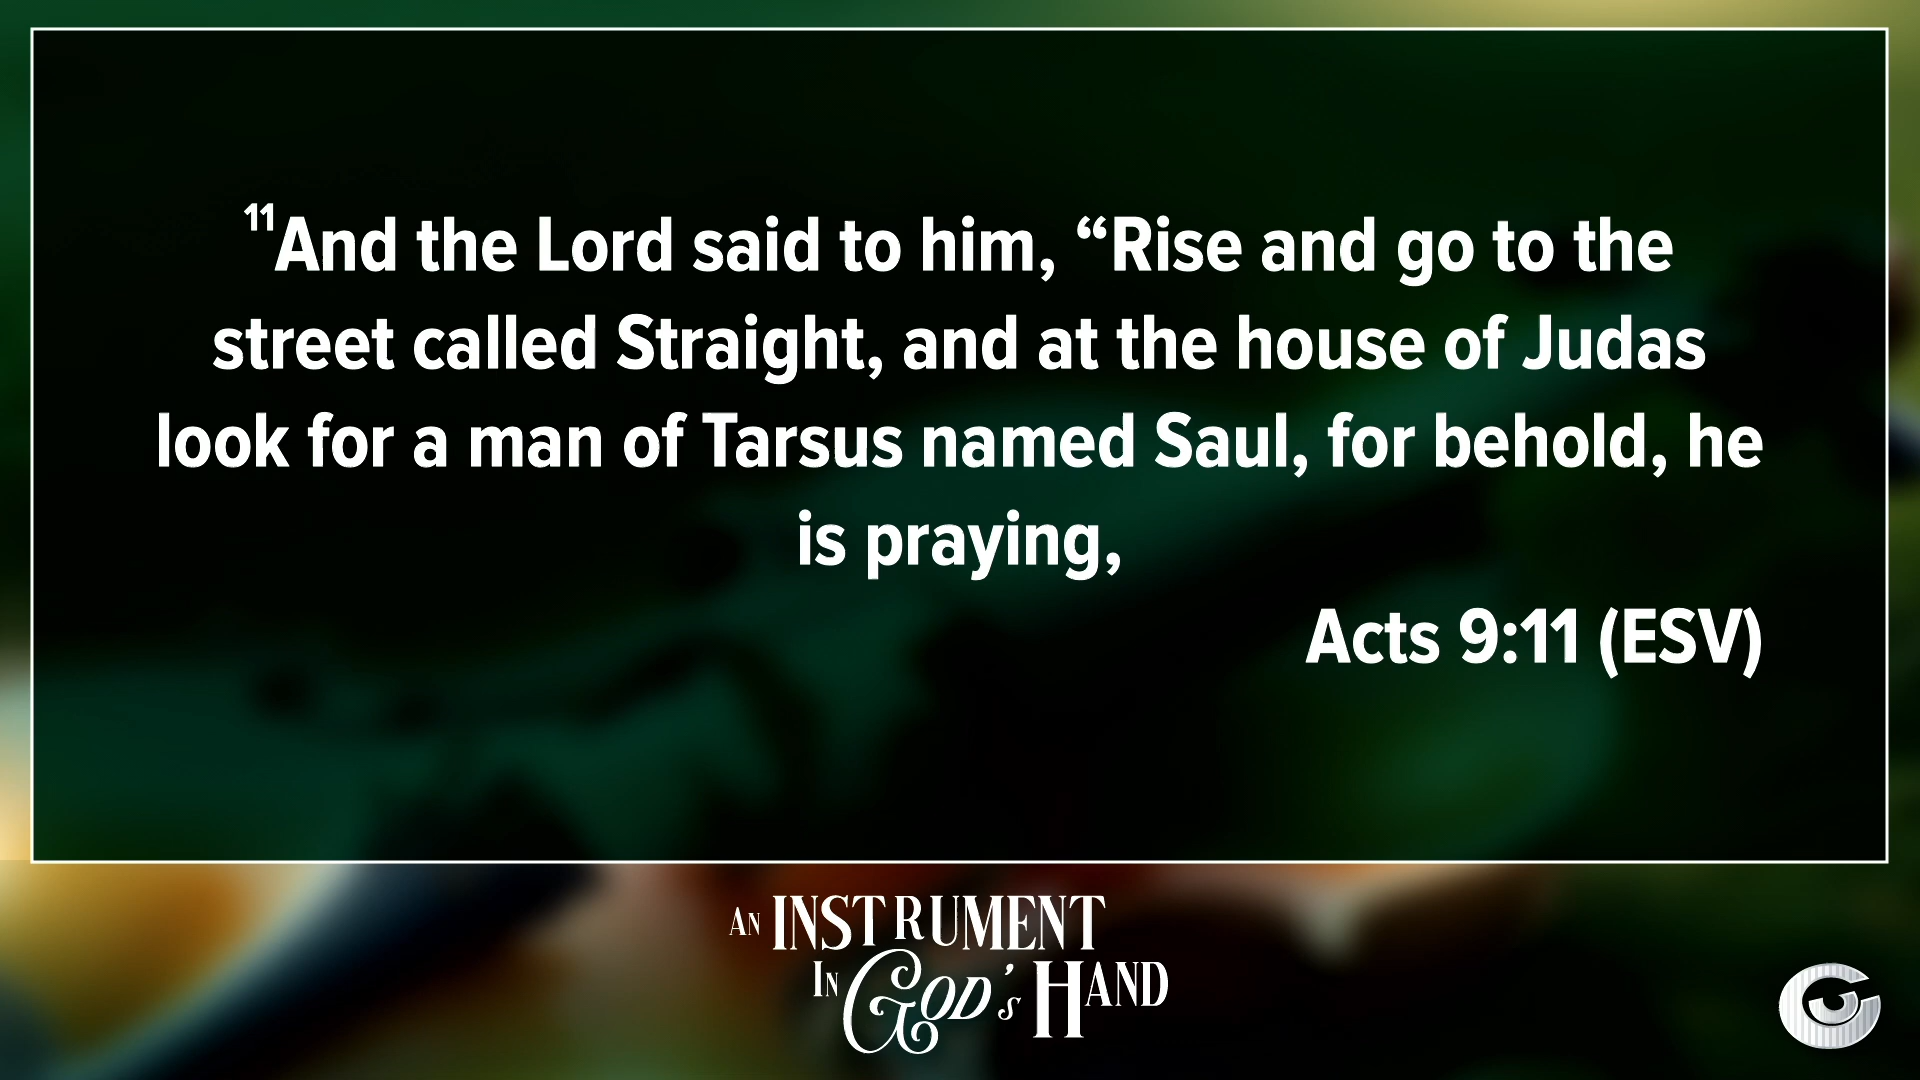 11And the Lord said to him, “Rise and go to the
street called Straight, and at the house of Judas
look for a man of Tarsus named Saul, for behold, he
is praying,
Acts 9:11 (ESV)
AN INSTRUMENT
IN GOD'S HAND